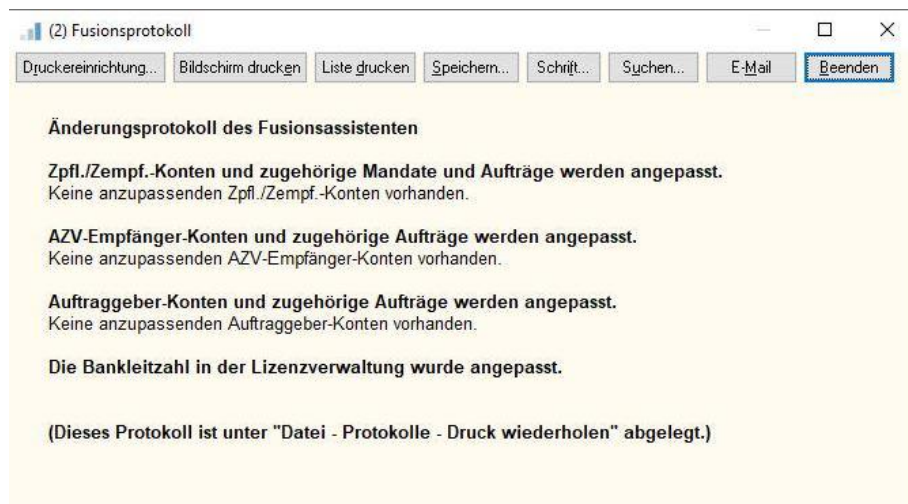 (2) Fusionsprotokoll
Druckereinrichtung... Bildschirm drucken Liste drucken Speichern... Schrift... Suchen... E-Mail Beenden
Änderungsprotokoll des Fusionsassistenten
Zpfl./Zempf.-Konten und zugehörige Mandate und Aufträge werden angepasst.
Keine anzupassenden Zpfl./Zempf.-Konten vorhanden.
AZV-Empfänger-Konten und zugehörige Aufträge werden angepasst.
Keine anzupassenden AZV-Empfänger-Konten vorhanden.
Auftraggeber-Konten und zugehörige Aufträge werden angepasst.
Keine anzupassenden Auftraggeber-Konten vorhanden.
Die Bankleitzahl in der Lizenzverwaltung wurde angepasst.
(Dieses Protokoll ist unter "Datei - Protokolle - Druck wiederholen" abgelegt.)